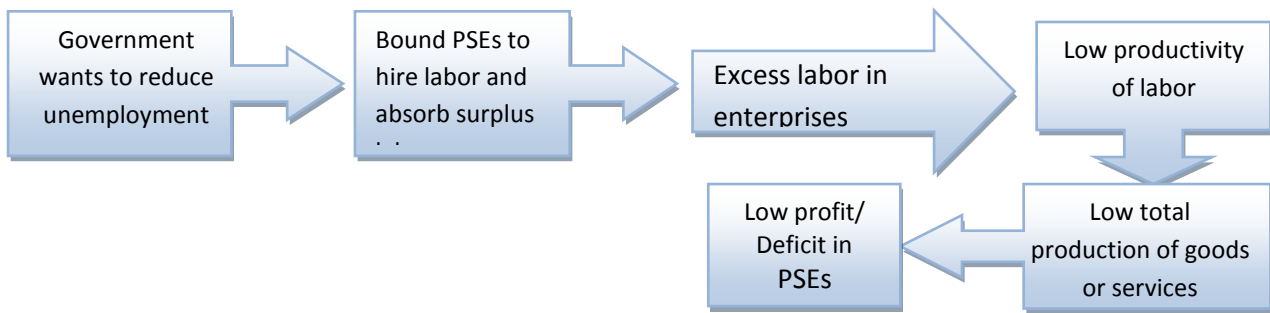 Government
wants to reduce
unemployment
Bound PSEs to
hire labor and
absorb surplus
Excess labor in
enterprises
Low productivity
of labor
Low total
production of goods
or services
Low profit/
Deficit in
PSEs